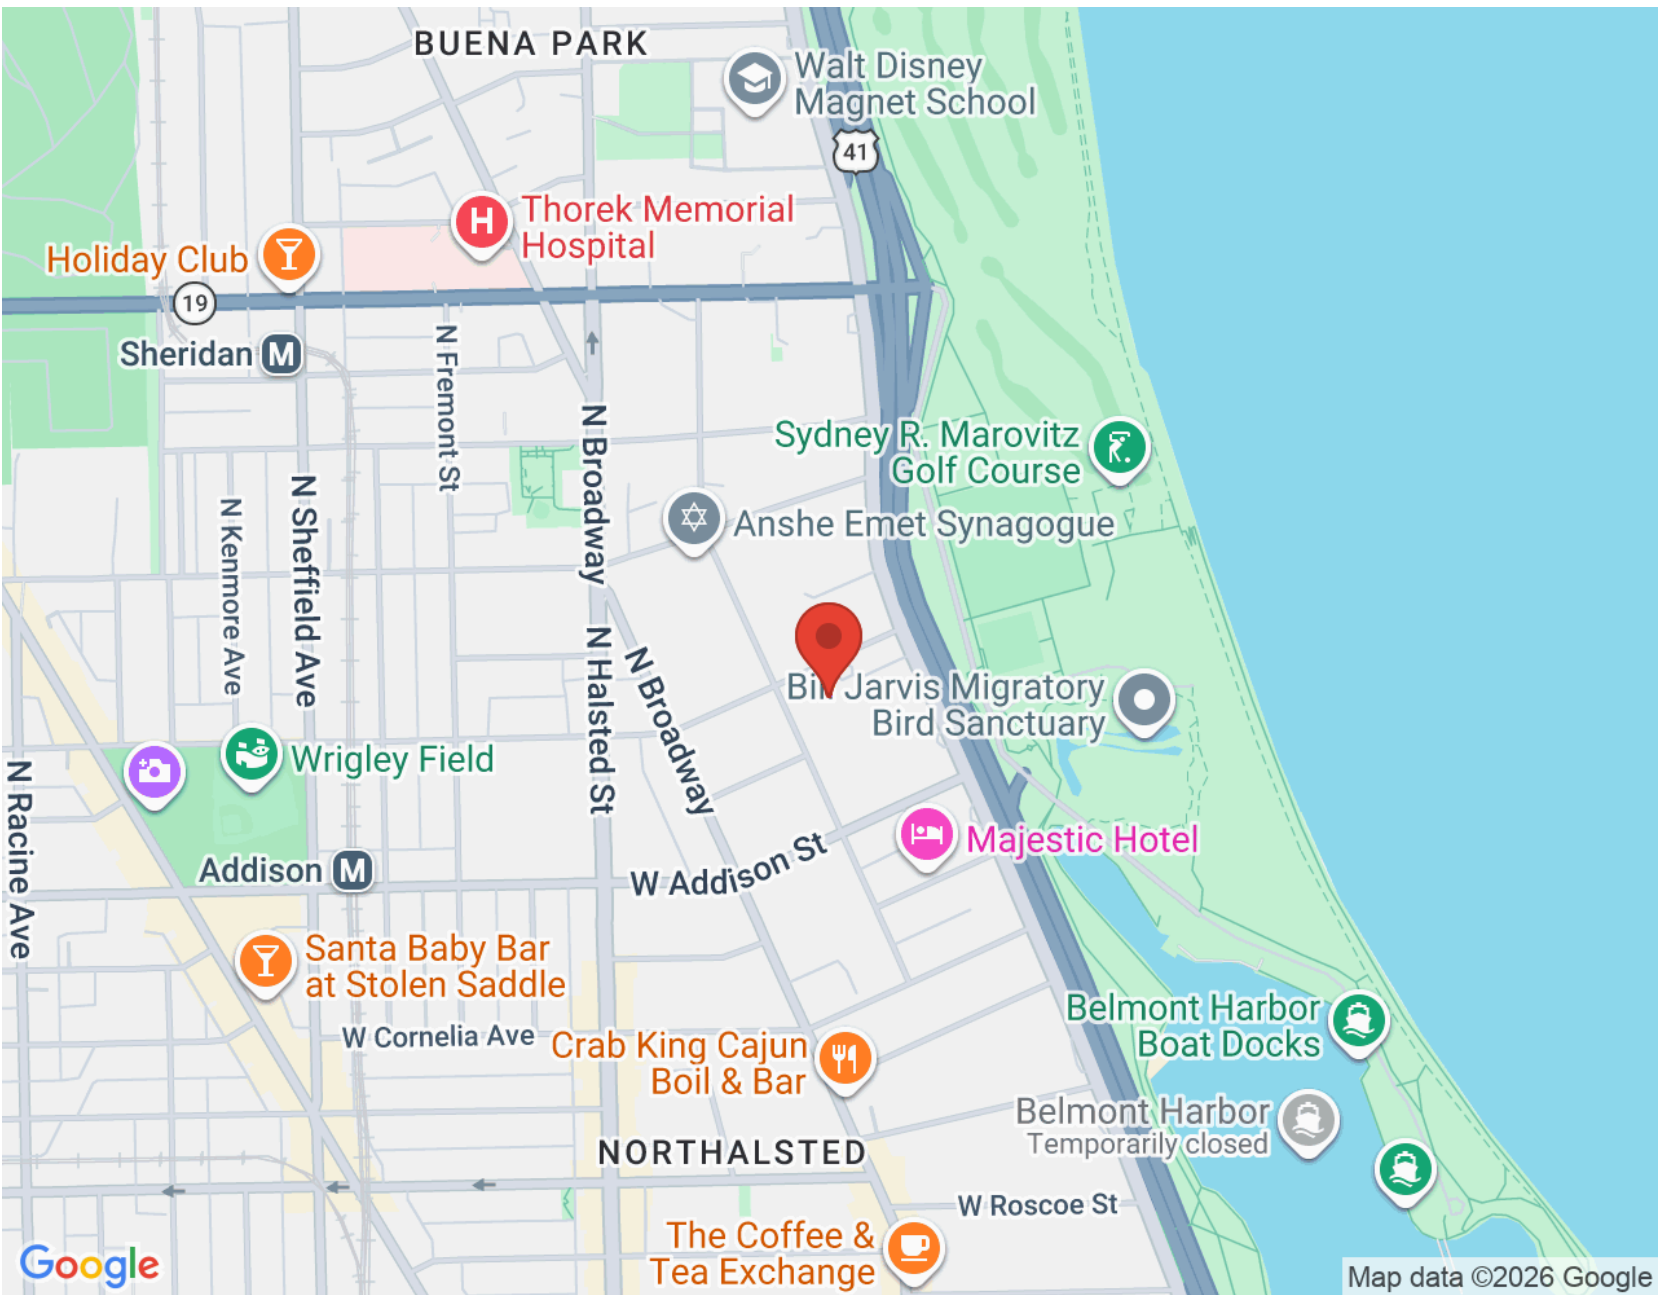 BUENA PARK
Walt Disney
Magnet School
41
Thorek Memorial
Hospital
H
Holiday Club
19
Sheridan
M
N Fremont St
N Broadway
Sydney R. Marovitz
Golf Course
N Kenmore Ave
N Sheffield Ave
Anshe Emet Synagogue
N Halsted St
N Broadway
Bill Jarvis Migratory
Bird Sanctuary
Wrigley Field
N Racine Ave
Majestic Hotel
Addison
M
W Addison St
Santa Baby Bar
at Stolen Saddle
W Cornelia Ave
Crab King Cajun
Boil & Bar
Belmont Harbor
Boat Docks
Belmont Harbor
Temporarily closed
NORTHALSTED
W Roscoe St
The Coffee &
Tea Exchange
Google
Map data ©2026 Google